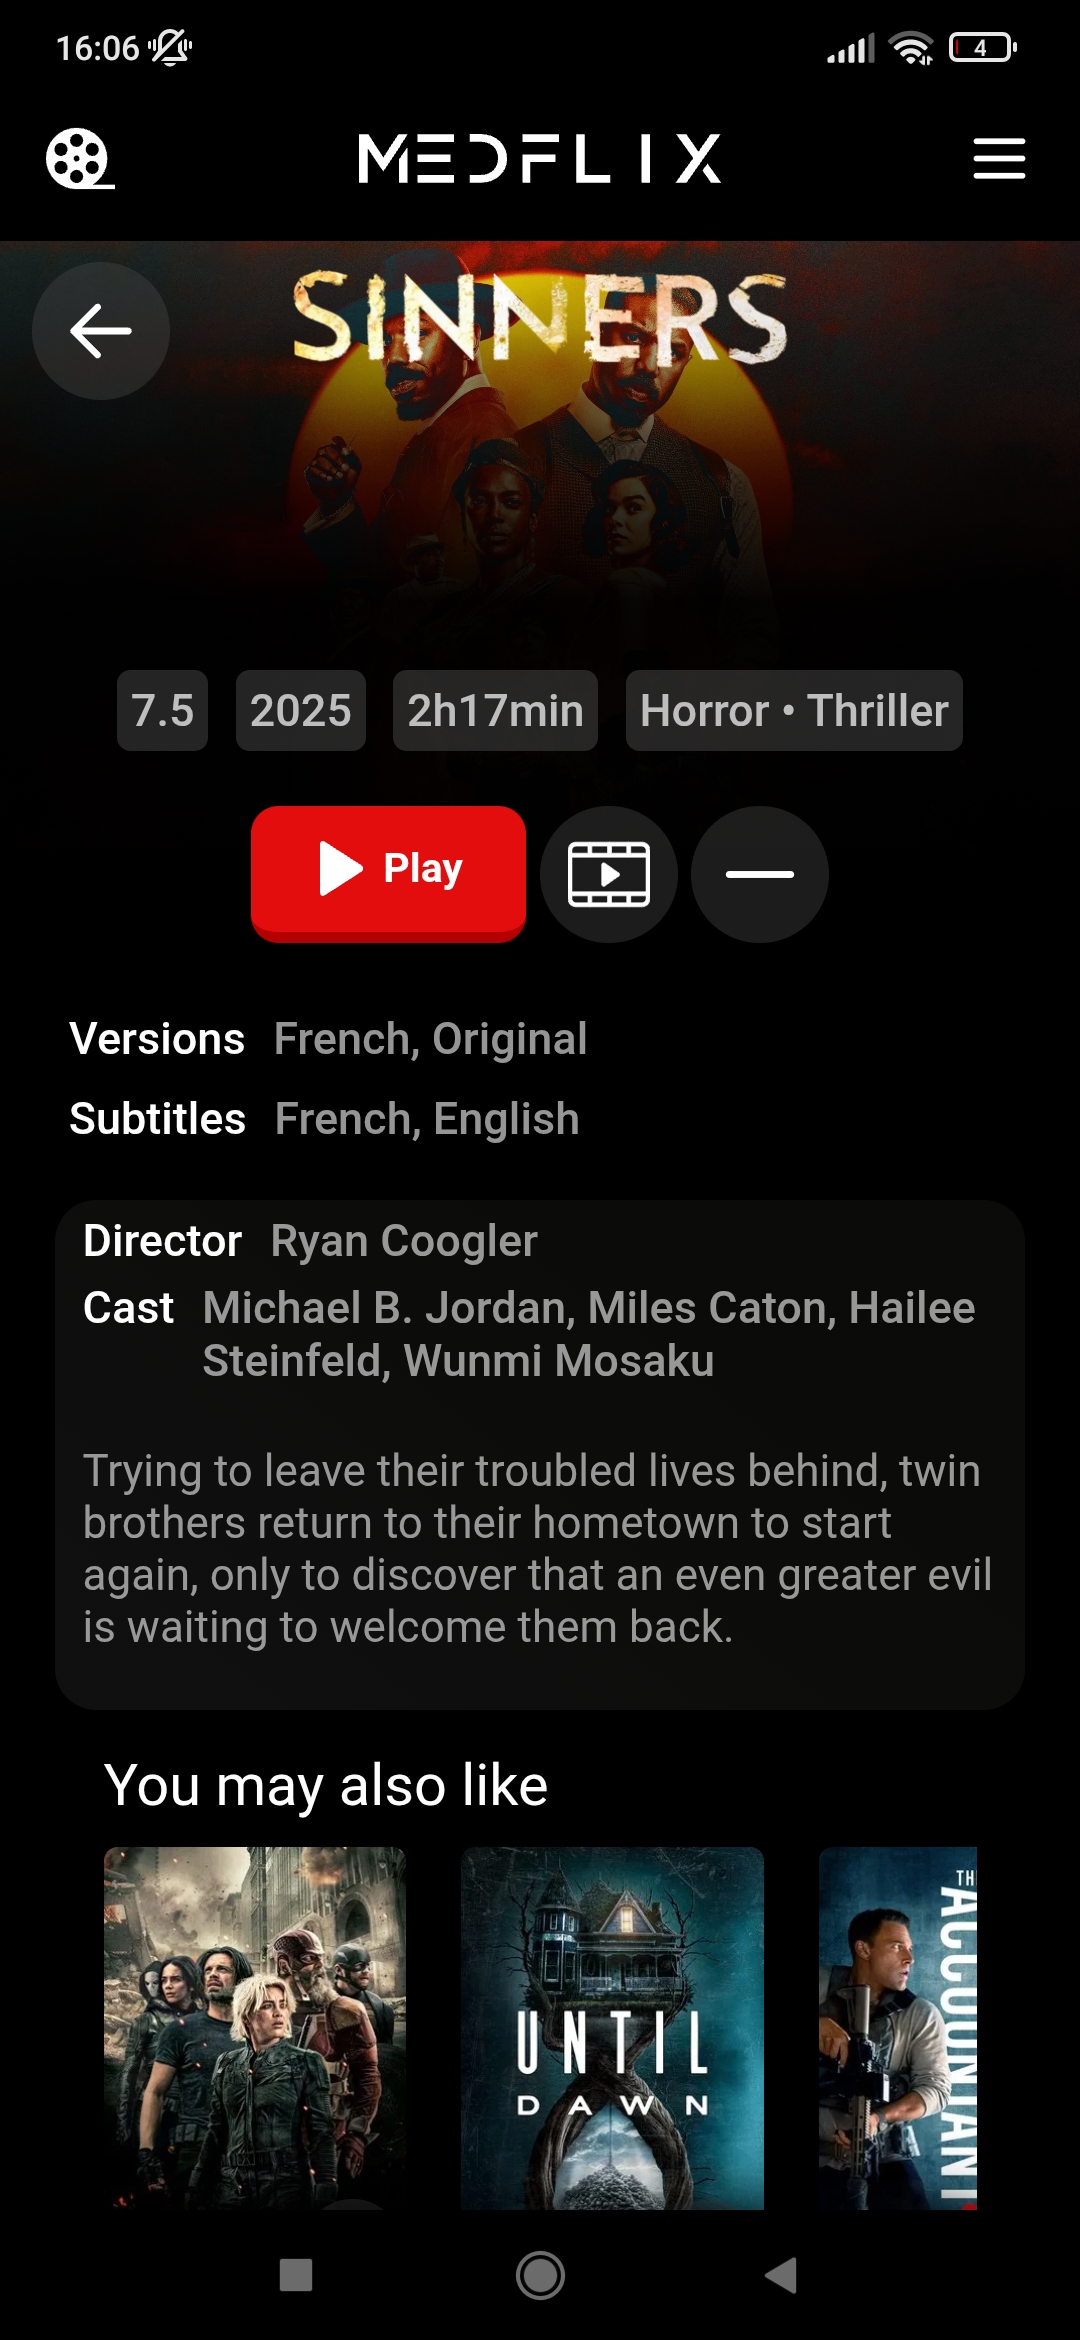 16:06
4
MEDFLIX
SINNERS
7.5
2025
2h17min
Horror • Thriller
Play
Versions French, Original
Subtitles French, English
Director Ryan Coogler
Cast Michael B. Jordan, Miles Caton, Hailee
Steinfeld, Wunmi Mosaku
Trying to leave their troubled lives behind, twin
brothers return to their hometown to start
again, only to discover that an even greater evil
is waiting to welcome them back.
You may also like
UNTIL
DAWN
TH
ACCOUNTANT